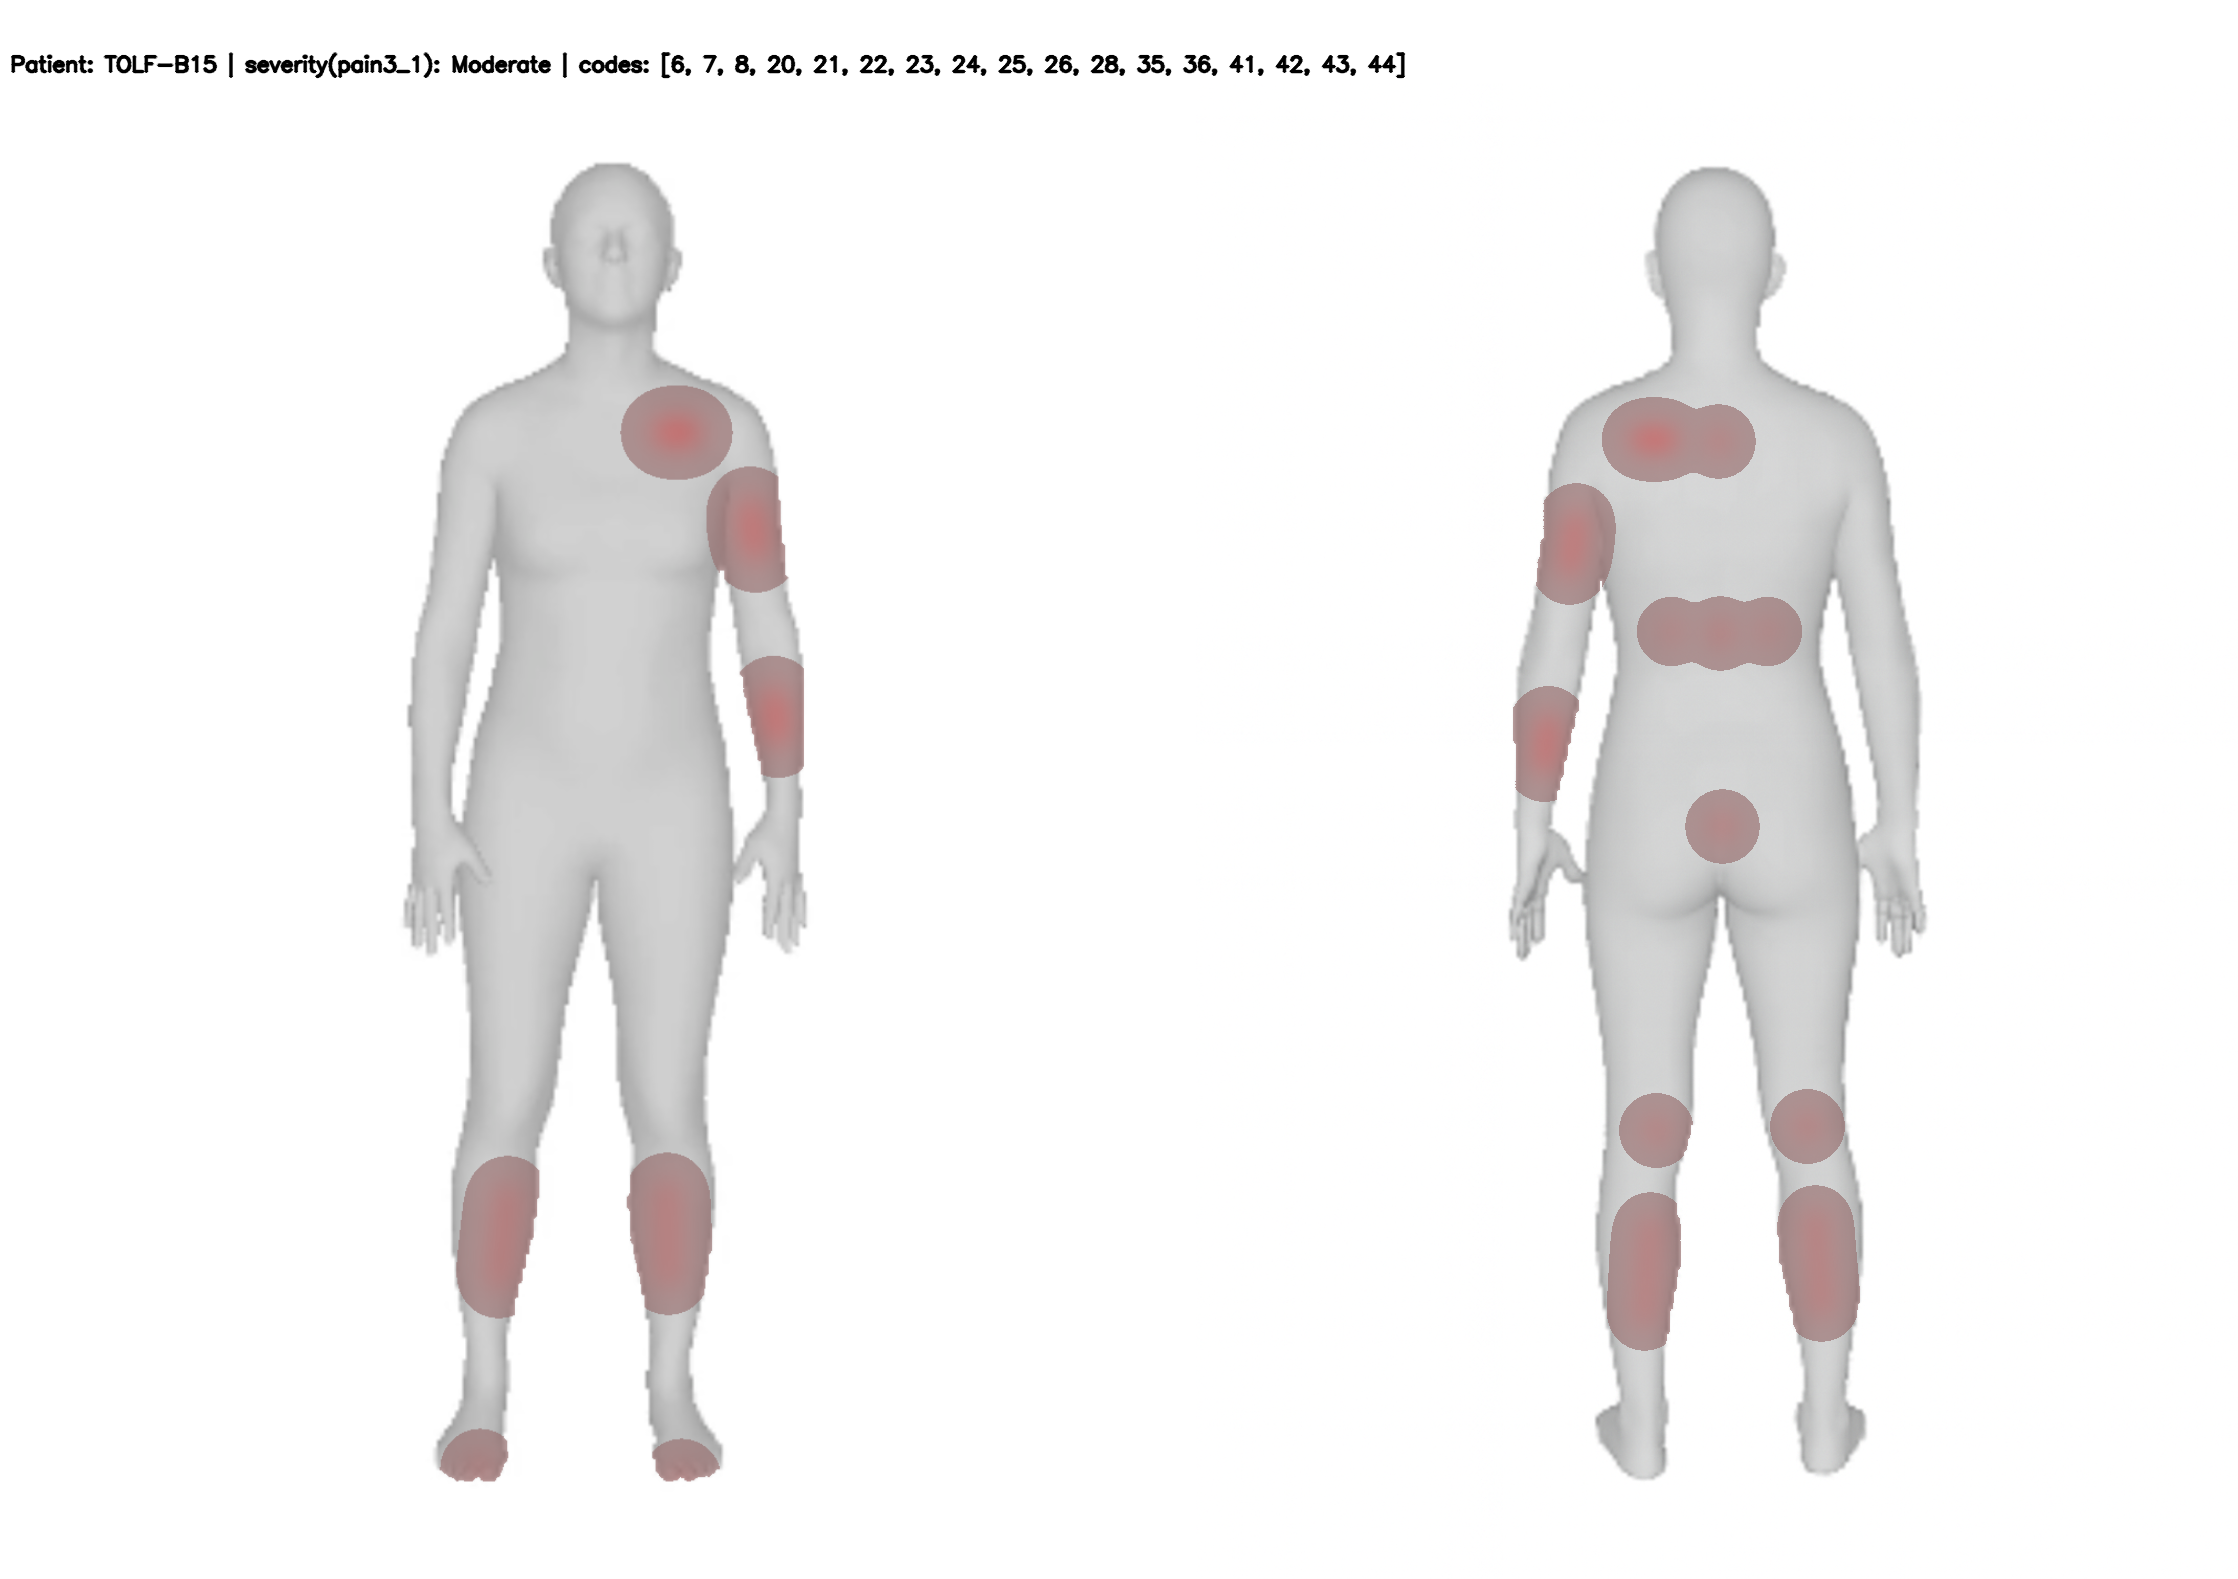 Patient: TOLF-B15 | severity(pain3_1): Moderate | codes: [6, 7, 8, 20, 21, 22, 23, 24, 25, 26, 28, 35, 36, 41, 42, 43, 44]